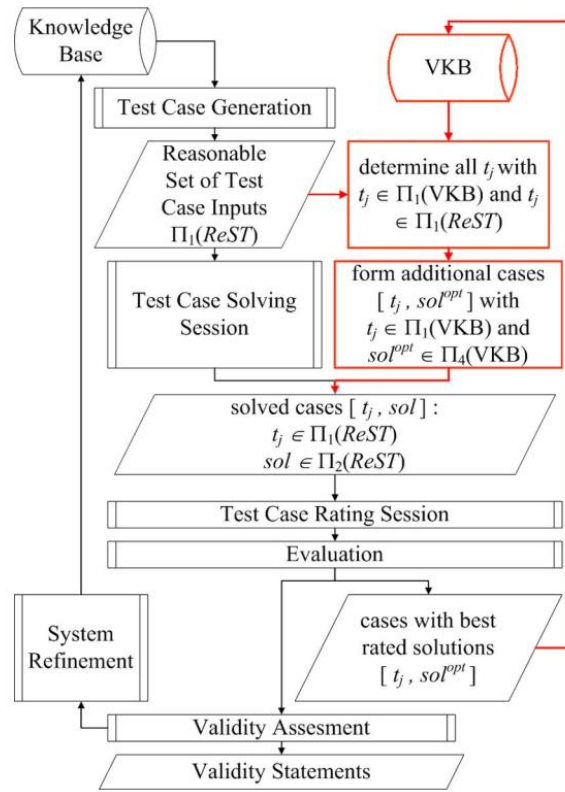 Knowledge
Base
VKB
Test Case Generation
Reasonable
Set of Test
Case Inputs
Π₁(ReST)
determine all tⱼ with
tⱼ ∈ Π₁(VKB) and tⱼ
∈ Π₁(ReST)
Test Case Solving
Session
form additional cases
[ tⱼ , solᵒᵖᵗ ] with
tⱼ ∈ Π₁(VKB) and
solᵒᵖᵗ ∈ Π₄(VKB)
solved cases [ tⱼ , sol ] :
tⱼ ∈ Π₁(ReST)
sol ∈ Π₂(ReST)
Test Case Rating Session
Evaluation
System
Refinement
cases with best
rated solutions
[ tⱼ , solᵒᵖᵗ ]
Validity Assesment
Validity Statements